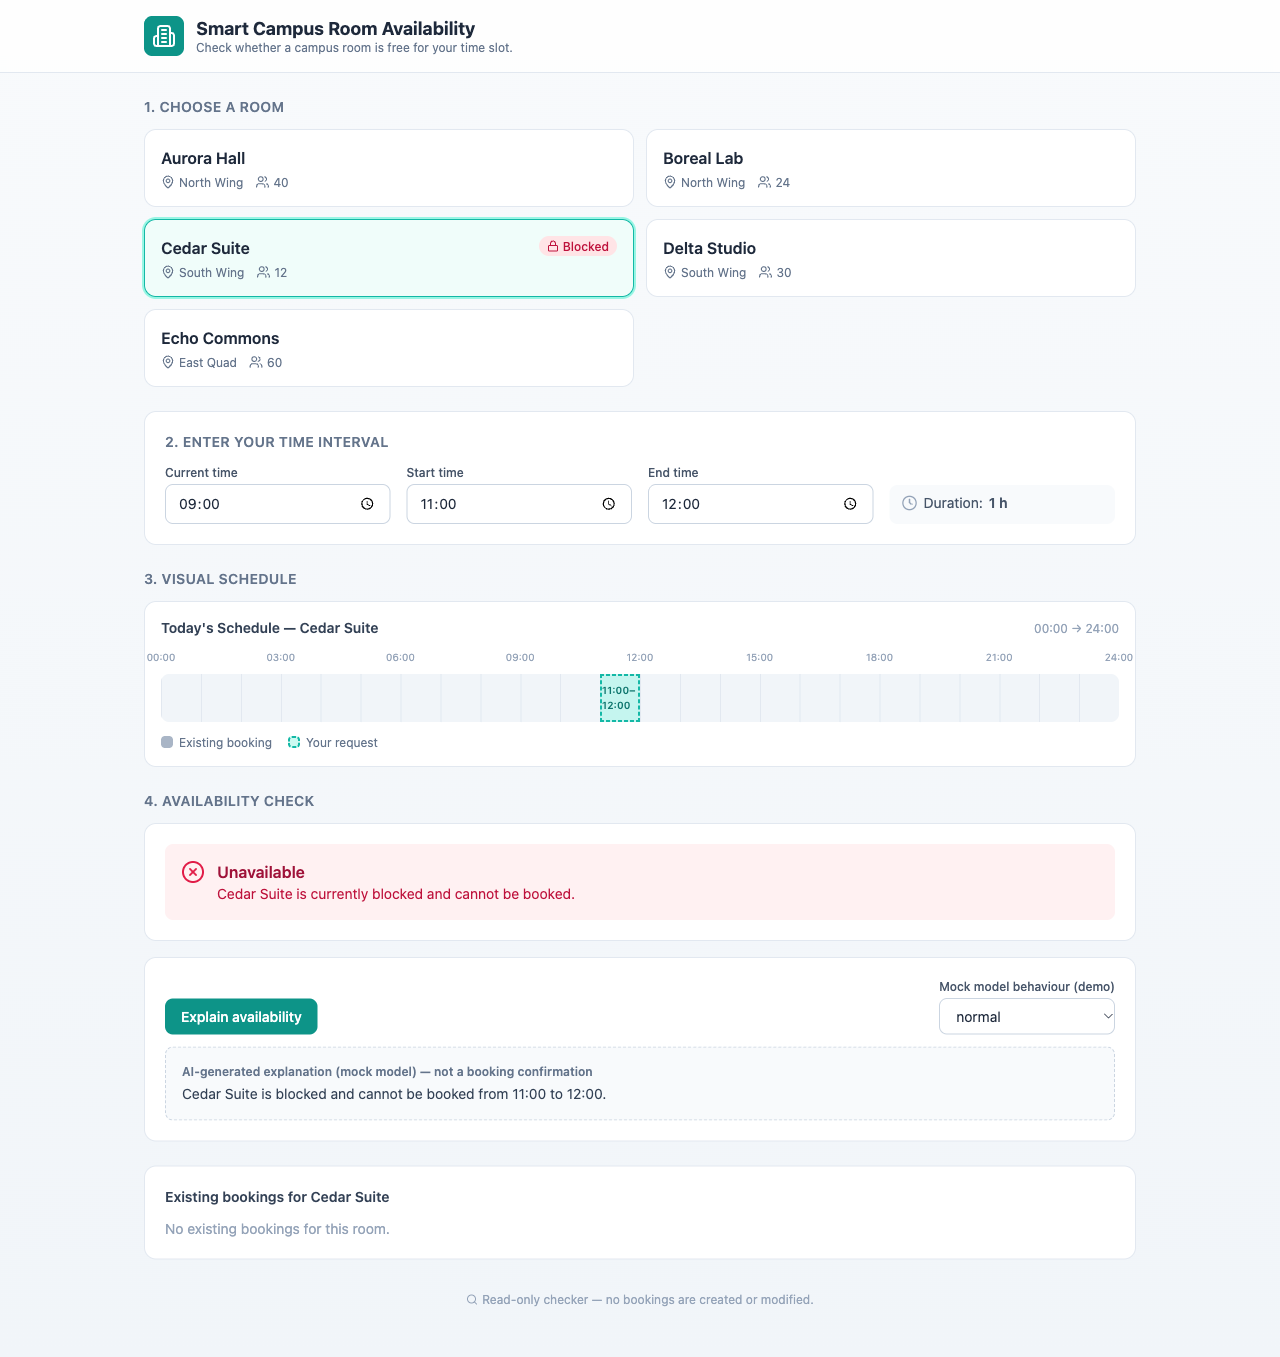 Smart Campus Room Availability
Check whether a campus room is free for your time slot.
1. CHOOSE A ROOM
Aurora Hall
North Wing 40
Boreal Lab
North Wing 24
Cedar Suite
Blocked
South Wing 12
Delta Studio
South Wing 30
Echo Commons
East Quad 60
2. ENTER YOUR TIME INTERVAL
Current time
09:00
Start time
11:00
End time
12:00
Duration: 1 h
3. VISUAL SCHEDULE
Today's Schedule — Cedar Suite
00:00 → 24:00
00:00 03:00 06:00 09:00 12:00 15:00 18:00 21:00 24:00
11:00–
12:00
Existing booking Your request
4. AVAILABILITY CHECK
Unavailable
Cedar Suite is currently blocked and cannot be booked.
Mock model behaviour (demo)
Explain availability
normal
AI-generated explanation (mock model) — not a booking confirmation
Cedar Suite is blocked and cannot be booked from 11:00 to 12:00.
Existing bookings for Cedar Suite
No existing bookings for this room.
Read-only checker — no bookings are created or modified.